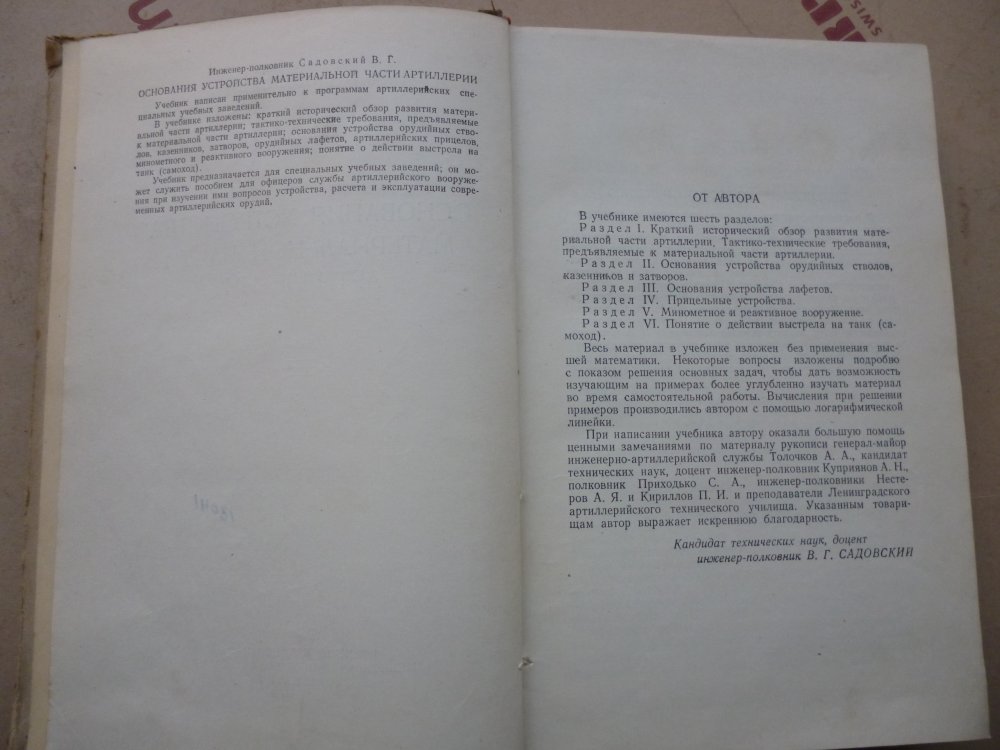 Инженер-полковник Садовский В. Г.
ОСНОВАНИЯ УСТРОЙСТВА МАТЕРИАЛЬНОЙ ЧАСТИ АРТИЛЛЕРИИ
Учебник написан применительно к программам артиллерийских спе-
циальных учебных заведений.
В учебнике изложены: краткий исторический обзор развития матери-
альной части артиллерии; тактико-технические требования, предъявляемые
к материальной части артиллерии; основания устройства орудийных ство-
лов, казенников, затворов, орудийных лафетов, артиллерийских прицелов,
минометного и реактивного вооружения; понятие о действии выстрела на
танк (самоход).
Учебник предназначается для специальных учебных заведений; он мо-
жет служить пособием для офицеров службы артиллерийского вооруже-
ния при изучении ими вопросов устройства, расчета и эксплуатации совре-
менных артиллерийских орудий.
ОТ АВТОРА
В учебнике имеются шесть разделов:
Раздел I. Краткий исторический обзор развития мате-
риальной части артиллерии. Тактико-технические требования,
предъявляемые к материальной части артиллерии.
Раздел II. Основания устройства орудийных стволов,
казенников и затворов.
Раздел III. Основания устройства лафетов.
Раздел IV. Прицельные устройства.
Раздел V. Минометное и реактивное вооружение.
Раздел VI. Понятие о действии выстрела на танк (са-
моход).
Весь материал в учебнике изложен без применения выс-
шей математики. Некоторые вопросы изложены подробно
с показом решения основных задач, чтобы дать возможность
изучающим на примерах более углубленно изучать материал
во время самостоятельной работы. Вычисления при решении
примеров производились автором с помощью логарифмической
линейки.
При написании учебника автору оказали большую помощь
ценными замечаниями по материалу рукописи генерал-майор
инженерно-артиллерийской службы Толочков А. А., кандидат
технических наук, доцент инженер-полковник Куприянов А. Н.,
полковник Приходько С. А., инженер-полковники Несте-
ров А. Я. и Кириллов П. И. и преподаватели Ленинградского
артиллерийского технического училища. Указанным товари-
щам автор выражает искреннюю благодарность.
Кандидат технических наук, доцент
инженер-полковник В. Г. САДОВСКИЙ